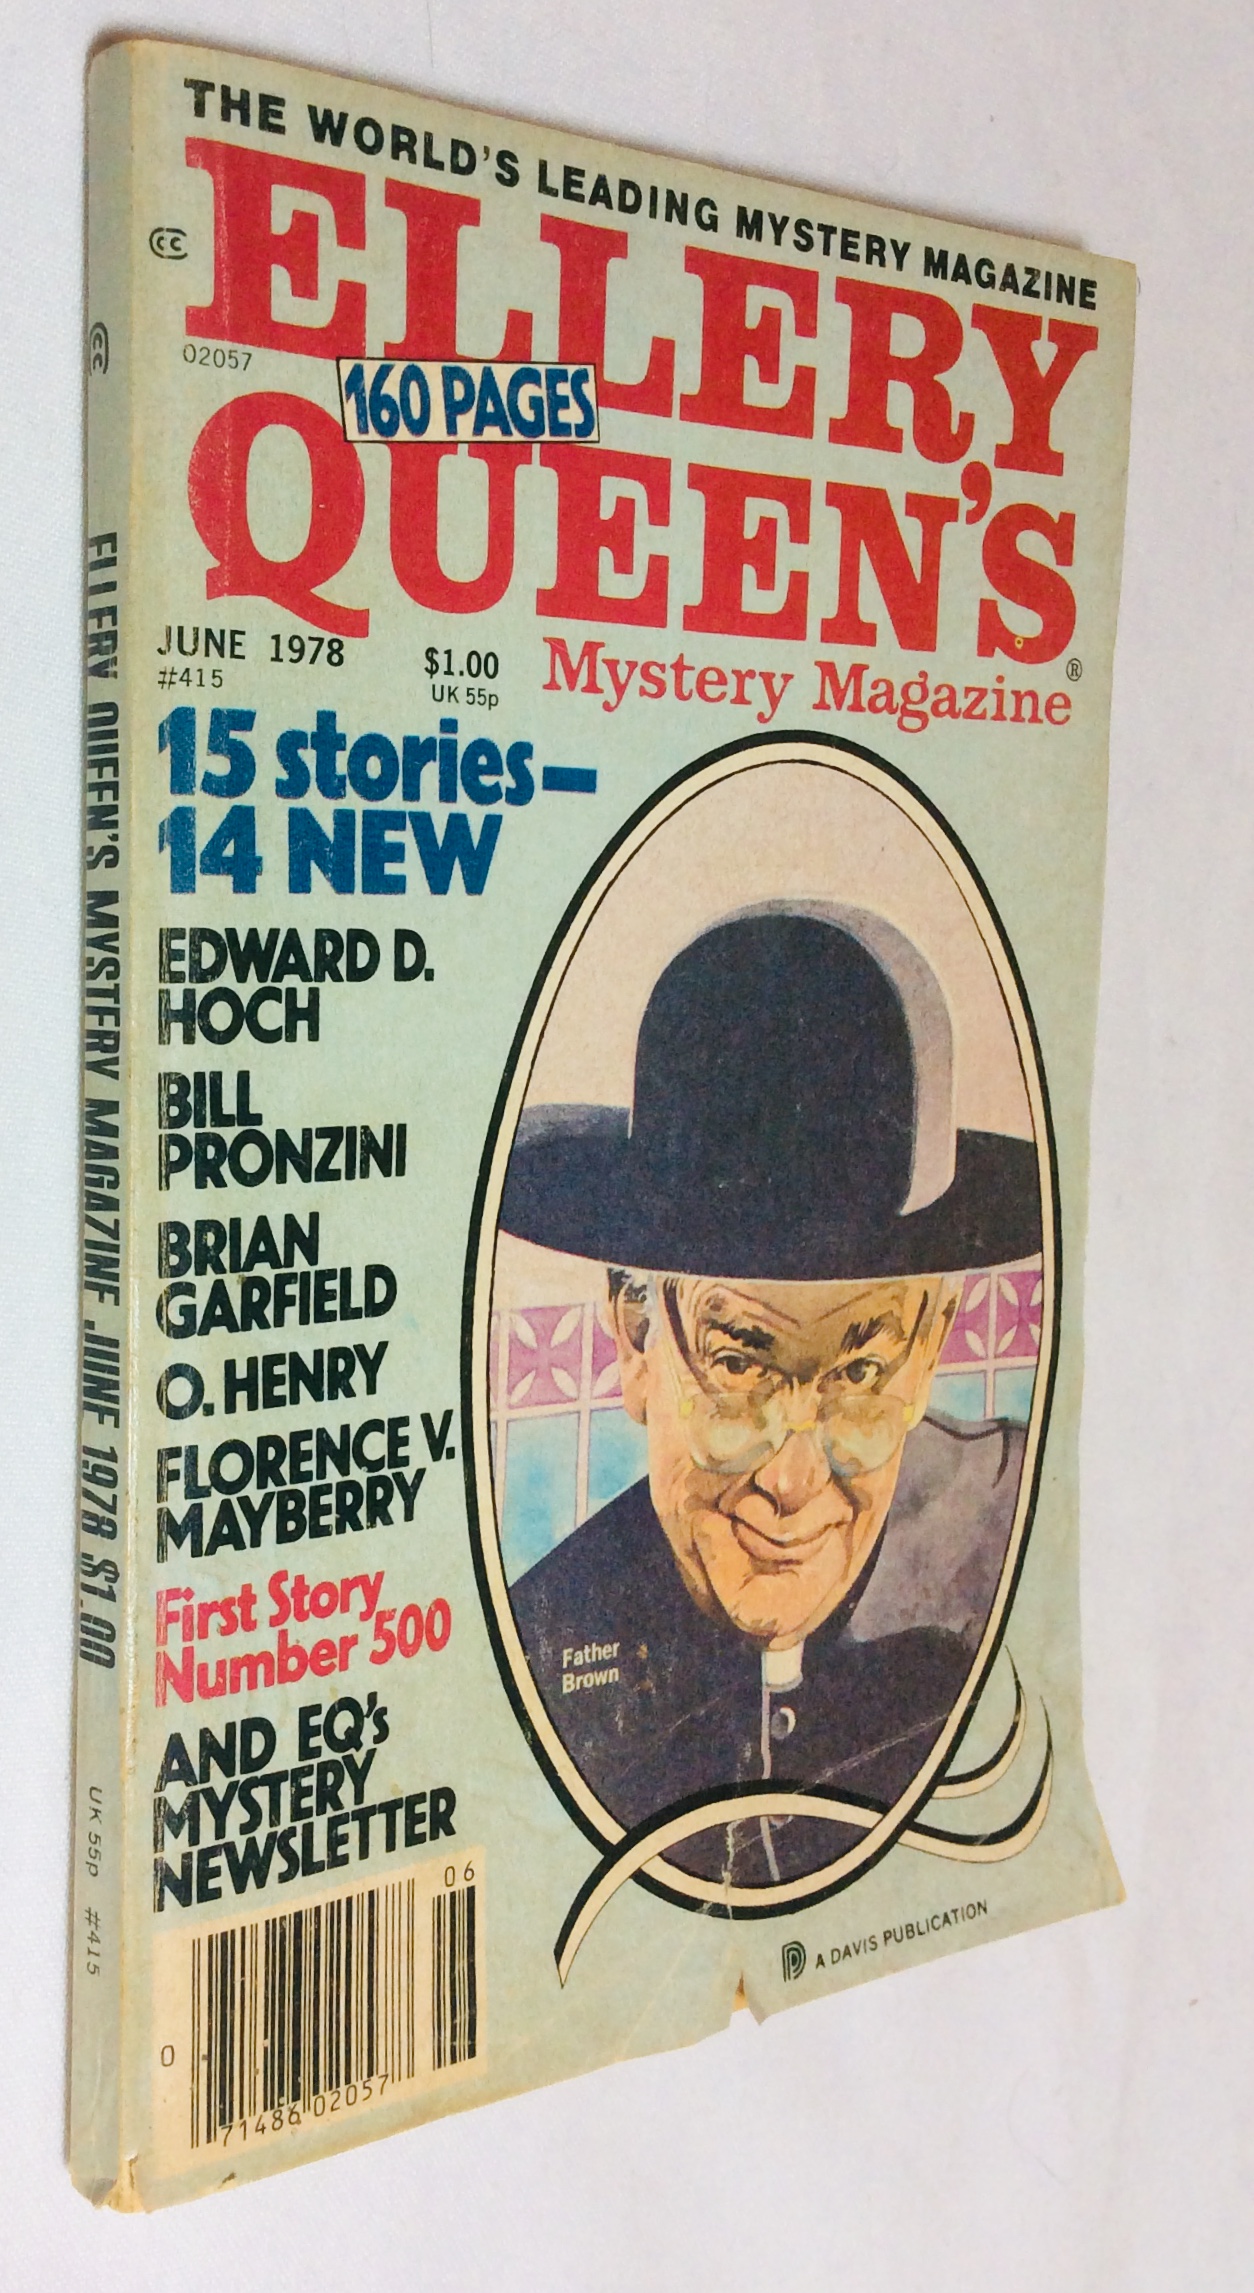 THE WORLD'S LEADING MYSTERY MAGAZINE
ELLERY
QUEEN'S
Mystery Magazine
®
CC
02057
160 PAGES
JUNE 1978
#415
$1.00
UK 55p
15 stories–
14 NEW
EDWARD D.
HOCH
BILL
PRONZINI
BRIAN
GARFIELD
O. HENRY
FLORENCE V.
MAYBERRY
First Story
Number 500
AND EQ's
MYSTERY
NEWSLETTER
Father
Brown
A DAVIS PUBLICATION
06
0
71486 02057
CC
ELLERY QUEEN'S MYSTERY MAGAZINE JUNE 1978 $1.00
UK 55p #415